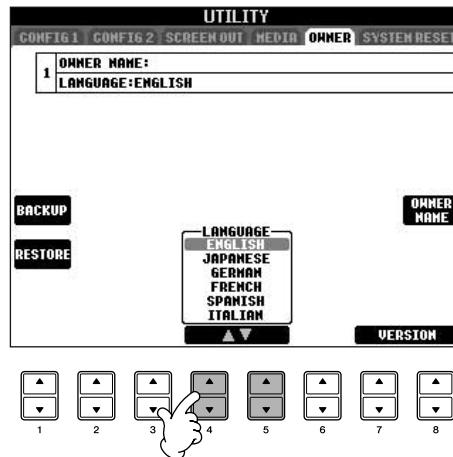 UTILITY
CONFIG 1 CONFIG 2 SCREEN OUT MEDIA OWNER SYSTEM RESET
1
OWNER NAME:
LANGUAGE:ENGLISH
BACKUP
OWNER NAME
RESTORE
LANGUAGE
ENGLISH
JAPANESE
GERMAN
FRENCH
SPANISH
ITALIAN
VERSION
1 2 3 4 5 6 7 8